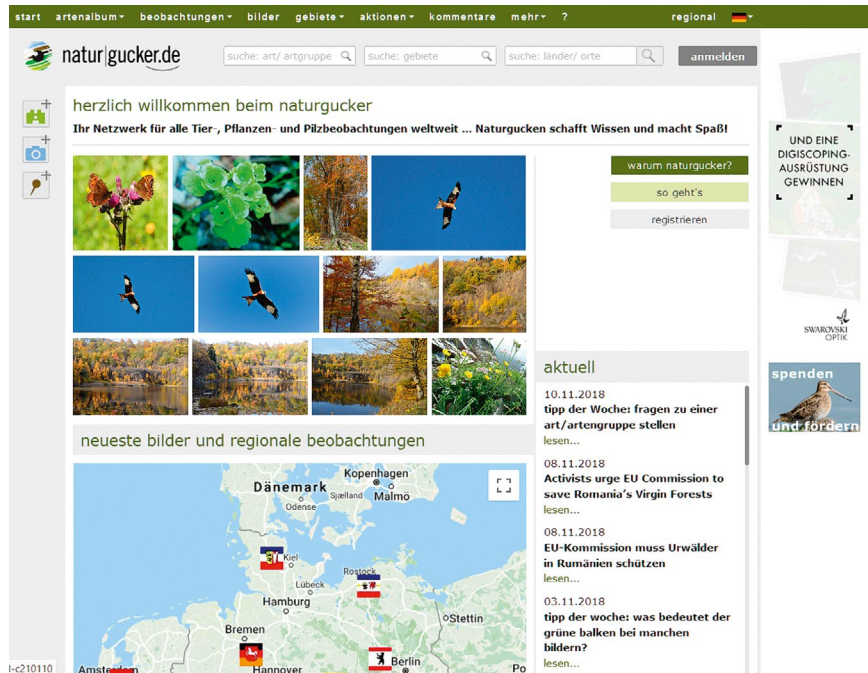 start artenalbum beobachtungen bilder gebiete aktionen kommentare mehr ? regional
natur|gucker.de
suche: art/ artgruppe
suche: gebiete
suche: länder/ orte
anmelden
herzlich willkommen beim naturgucker
Ihr Netzwerk für alle Tier-, Pflanzen- und Pilzbeobachtungen weltweit ... Naturgucken schafft Wissen und macht Spaß!
warum naturgucker?
so geht's
registrieren
UND EINE
DIGISCOPING-
AUSRÜSTUNG
GEWINNEN
SWAROVSKI
OPTIK
spenden
und fördern
aktuell
10.11.2018
tipp der Woche: fragen zu einer
art/artengruppe stellen
lesen...
08.11.2018
Activists urge EU Commission to
save Romania's Virgin Forests
lesen...
08.11.2018
EU-Kommission muss Urwälder
in Rumänien schützen
lesen...
03.11.2018
tipp der woche: was bedeutet der
grüne balken bei manchen
bildern?
lesen...
neueste bilder und regionale beobachtungen
Kopenhagen
Dänemark
Sjælland
Malmö
Odense
Kiel
Rostock
Lübeck
Hamburg
Stettin
Bremen
Berlin
Amsterdam
Hannover
Po
l-c210110